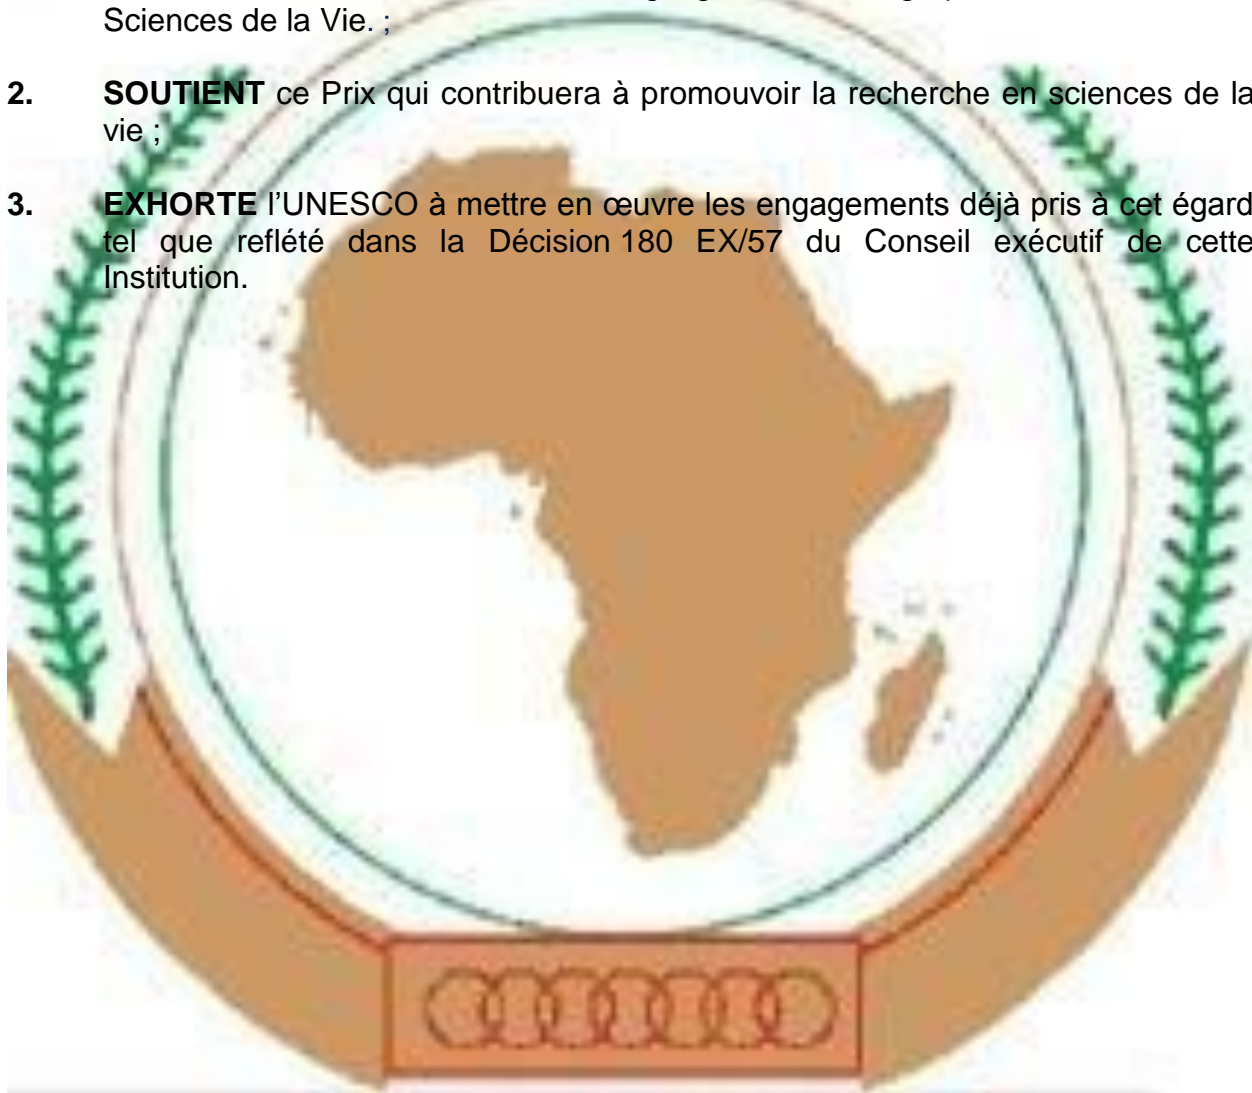 Sciences de la Vie. ;
2. SOUTIENT ce Prix qui contribuera à promouvoir la recherche en sciences de la
vie ;
3. EXHORTE l’UNESCO à mettre en œuvre les engagements déjà pris à cet égard
tel que reflété dans la Décision 180 EX/57 du Conseil exécutif de cette
Institution.